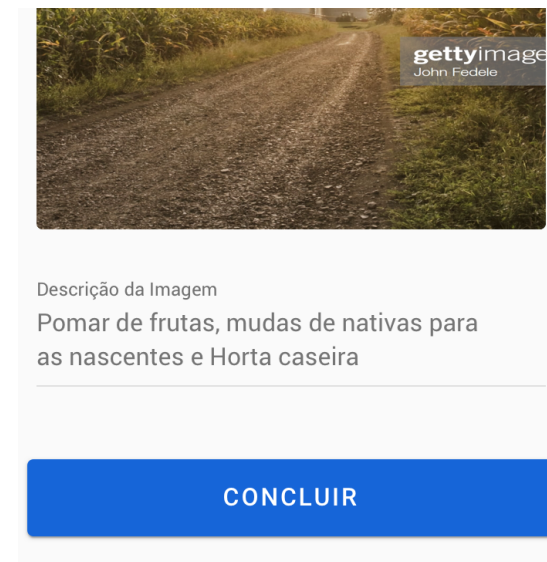 gettyimage
John Fedele
Descrição da Imagem
Pomar de frutas, mudas de nativas para
as nascentes e Horta caseira
CONCLUIR